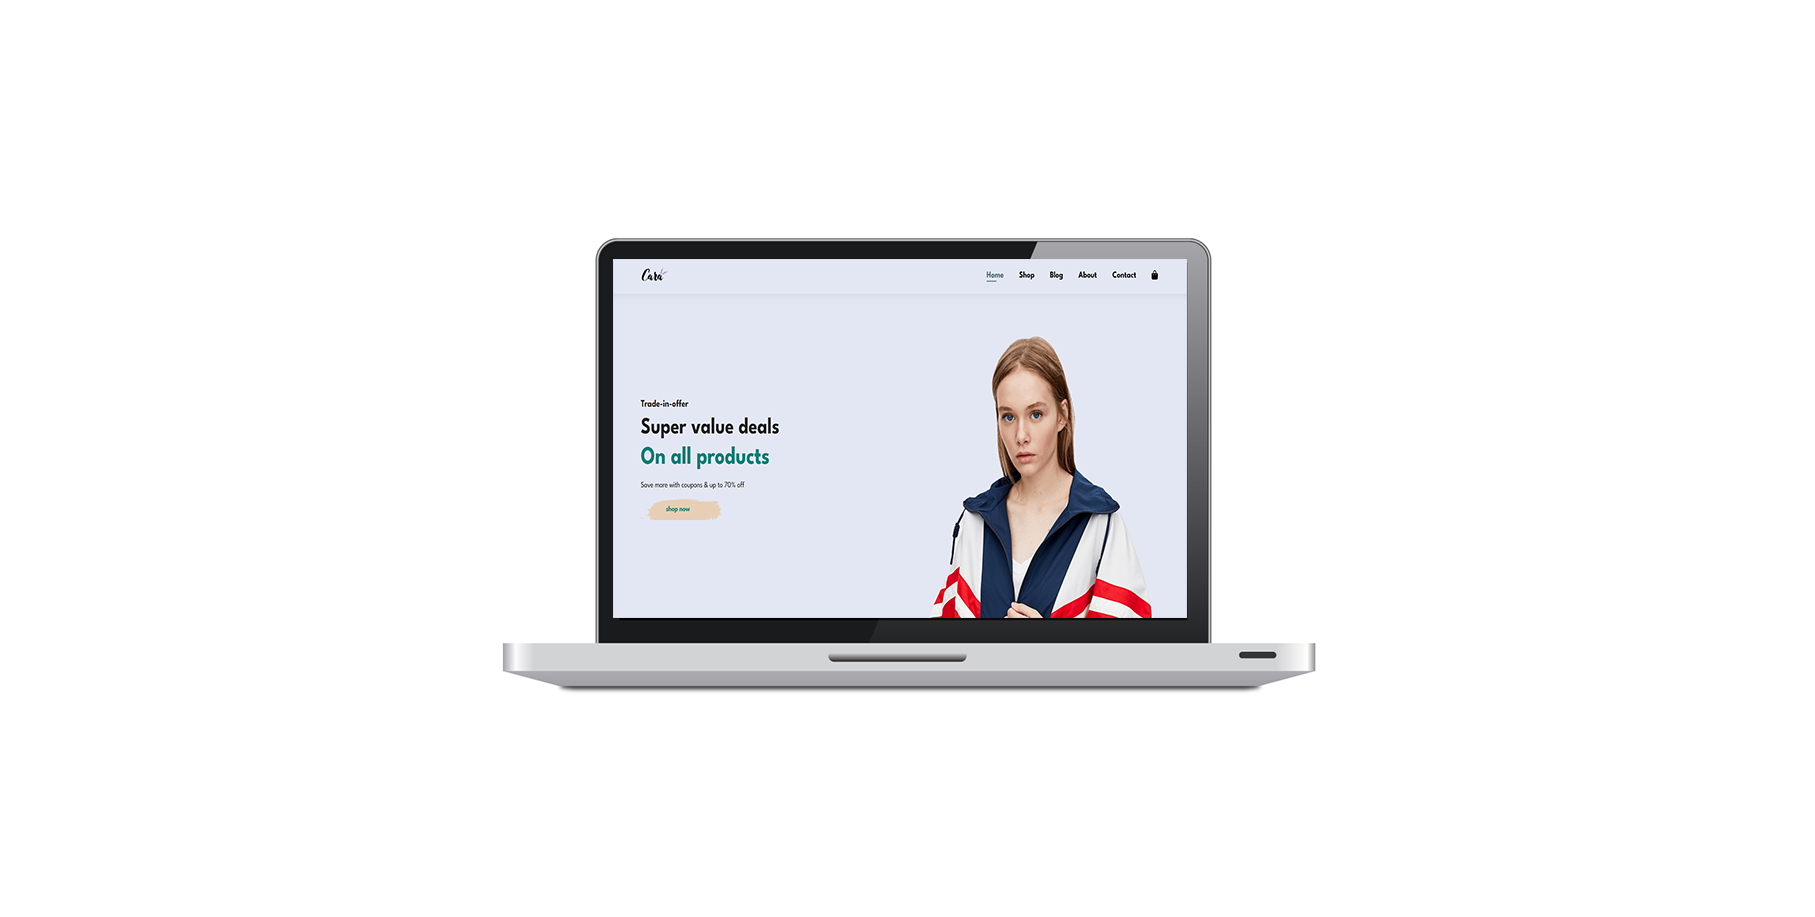 Cara
Home Shop Blog About Contact
Trade-in-offer
Super value deals
On all products
Save more with coupons & up to 70% off
shop now